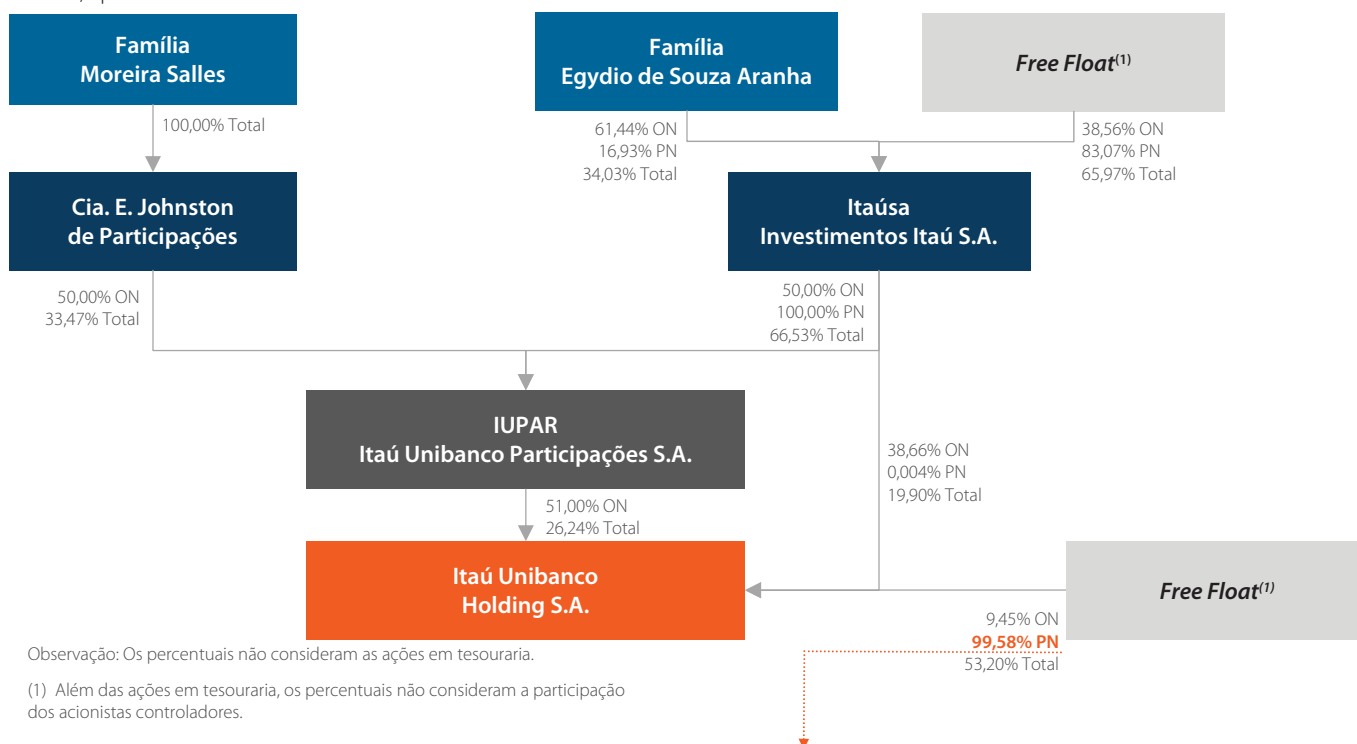 Família
Moreira Salles
Família
Egydio de Souza Aranha
Free Float(1)
100,00% Total
61,44% ON
16,93% PN
34,03% Total
38,56% ON
83,07% PN
65,97% Total
Cia. E. Johnston
de Participações
Itaúsa
Investimentos Itaú S.A.
50,00% ON
33,47% Total
50,00% ON
100,00% PN
66,53% Total
IUPAR
Itaú Unibanco Participações S.A.
38,66% ON
0,004% PN
19,90% Total
51,00% ON
26,24% Total
Itaú Unibanco
Holding S.A.
Free Float(1)
9,45% ON
99,58% PN
53,20% Total
Observação: Os percentuais não consideram as ações em tesouraria.
(1) Além das ações em tesouraria, os percentuais não consideram a participação
dos acionistas controladores.